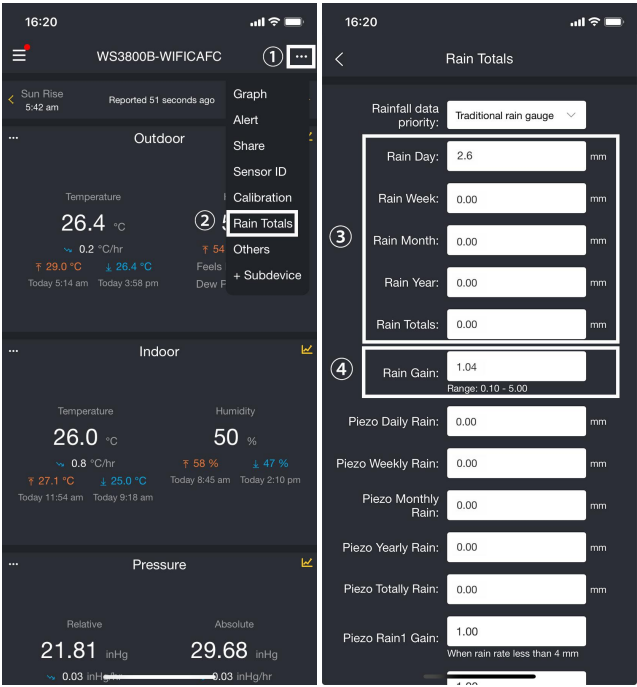 16:20
WS3800B-WIFICAFC
①
...
Sun Rise
5:42 am
Reported 51 seconds ago
Graph
Alert
Share
Sensor ID
Calibration
②
Rain Totals
Others
+ Subdevice
...
Outdoor
Temperature
26.4 °C
0.2 °C/hr
29.0 °C
26.4 °C
Today 5:14 am
Today 3:58 pm
54
Feels
Dew P
...
Indoor
Temperature
Humidity
26.0 °C
50 %
0.8 °C/hr
58 %
47 %
27.1 °C
25.0 °C
Today 8:45 am
Today 2:10 pm
Today 11:54 am
Today 9:18 am
...
Pressure
Relative
Absolute
21.81 inHg
29.68 inHg
0.03 inHg/hr
0.03 inHg/hr
16:20
Rain Totals
Rainfall data
priority:
Traditional rain gauge
③
Rain Day: 2.6 mm
Rain Week: 0.00 mm
Rain Month: 0.00 mm
Rain Year: 0.00 mm
Rain Totals: 0.00 mm
④
Rain Gain: 1.04
Range: 0.10 - 5.00
Piezo Daily Rain: 0.00 mm
Piezo Weekly Rain: 0.00 mm
Piezo Monthly
Rain: 0.00 mm
Piezo Yearly Rain: 0.00 mm
Piezo Totally Rain: 0.00 mm
Piezo Rain1 Gain: 1.00
When rain rate less than 4 mm